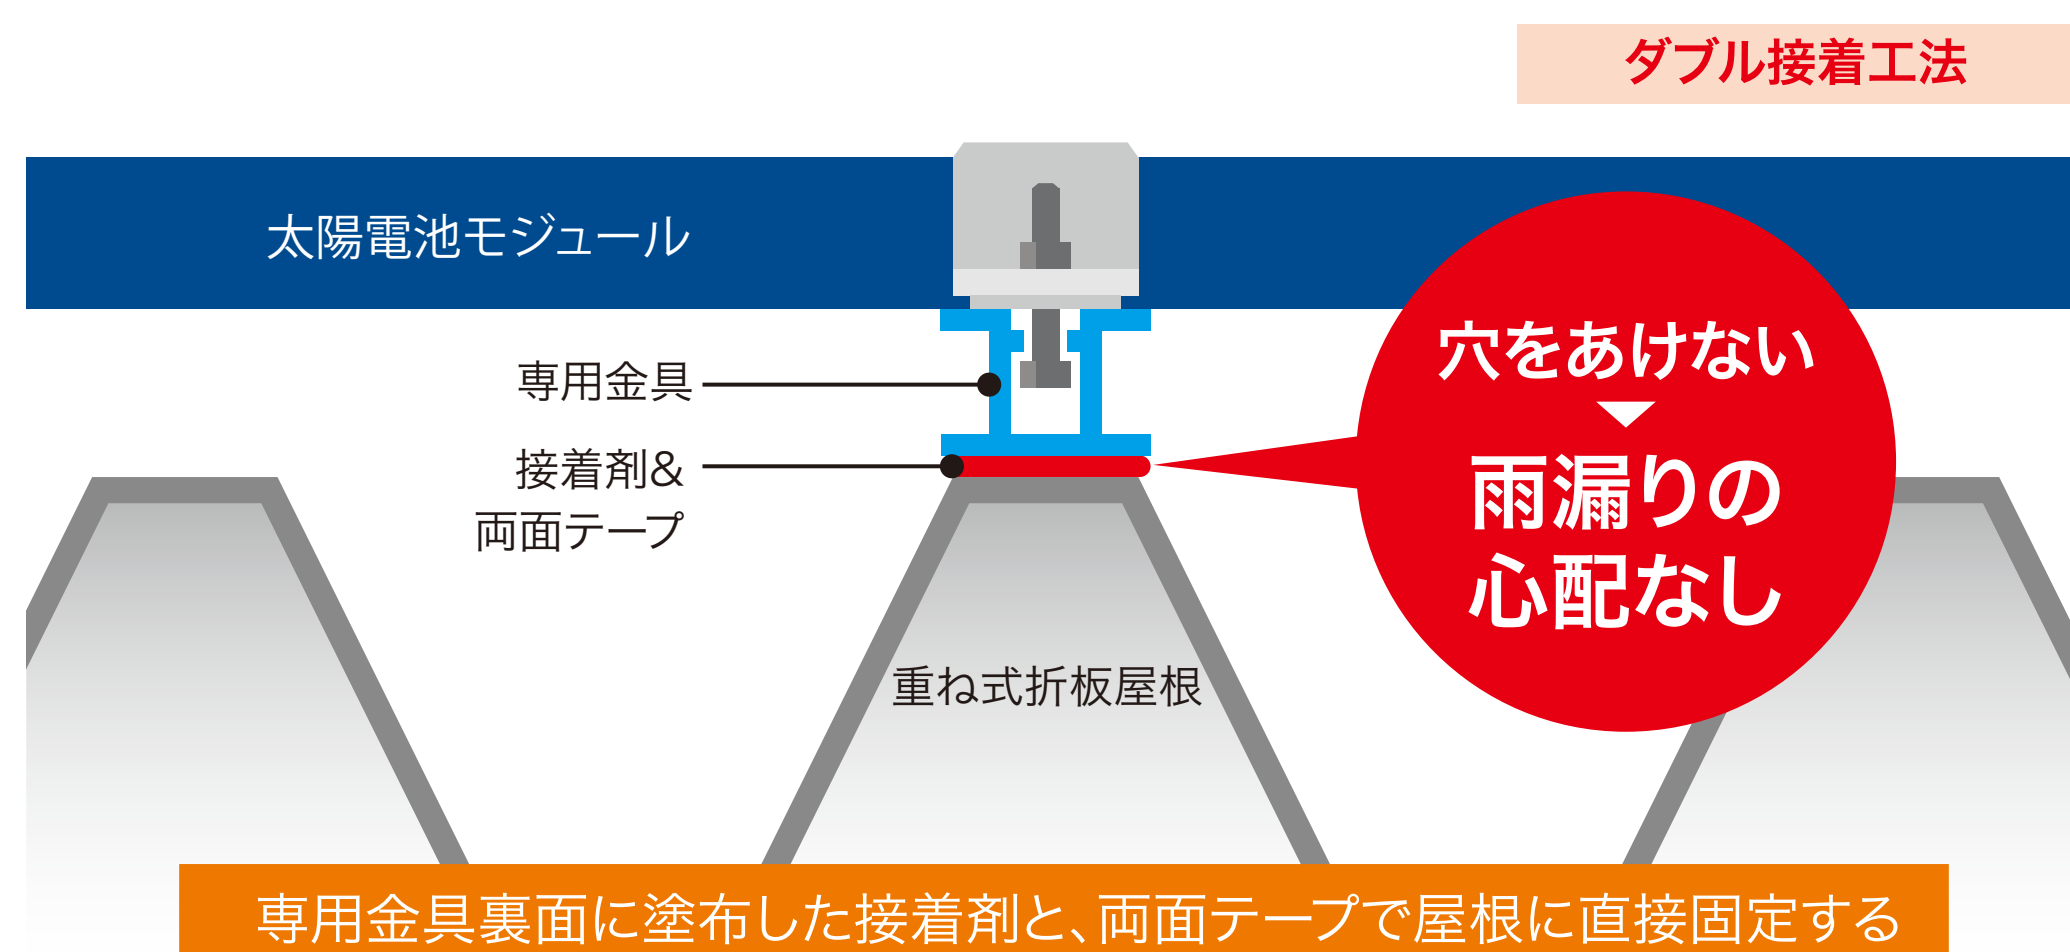 ダブル接着工法
太陽電池モジュール
専用金具
接着剤&
両面テープ
穴をあけない
雨漏りの
心配なし
重ね式折板屋根
専用金具裏面に塗布した接着剤と、両面テープで屋根に直接固定する